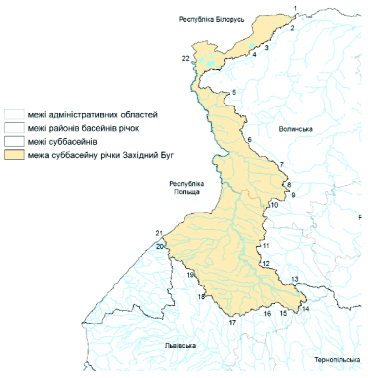 1
Республіка Білорусь
2
3
4
22
5
межі адміністративних областей
межі районів басейнів річок
Волинська
6
межі суббасейнів
межа суббасейну річки Західний Буг
7
Республіка
Польща
8
9
10
21
20
11
12
19
13
18
17
16
15
14
Львівська
Тернопільська